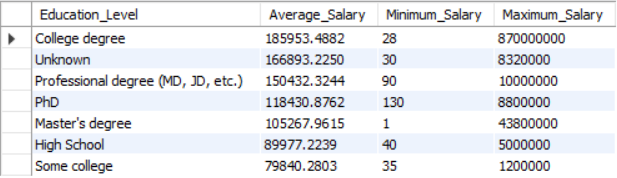 Education_Level Average_Salary Minimum_Salary Maximum_Salary
College degree 185953.4882 28 870000000
Unknown 166893.2250 30 8320000
Professional degree (MD, JD, etc.) 150432.3244 90 10000000
PhD 118430.8762 130 8800000
Master's degree 105267.9615 1 43800000
High School 89977.2239 40 5000000
Some college 79840.2803 35 1200000